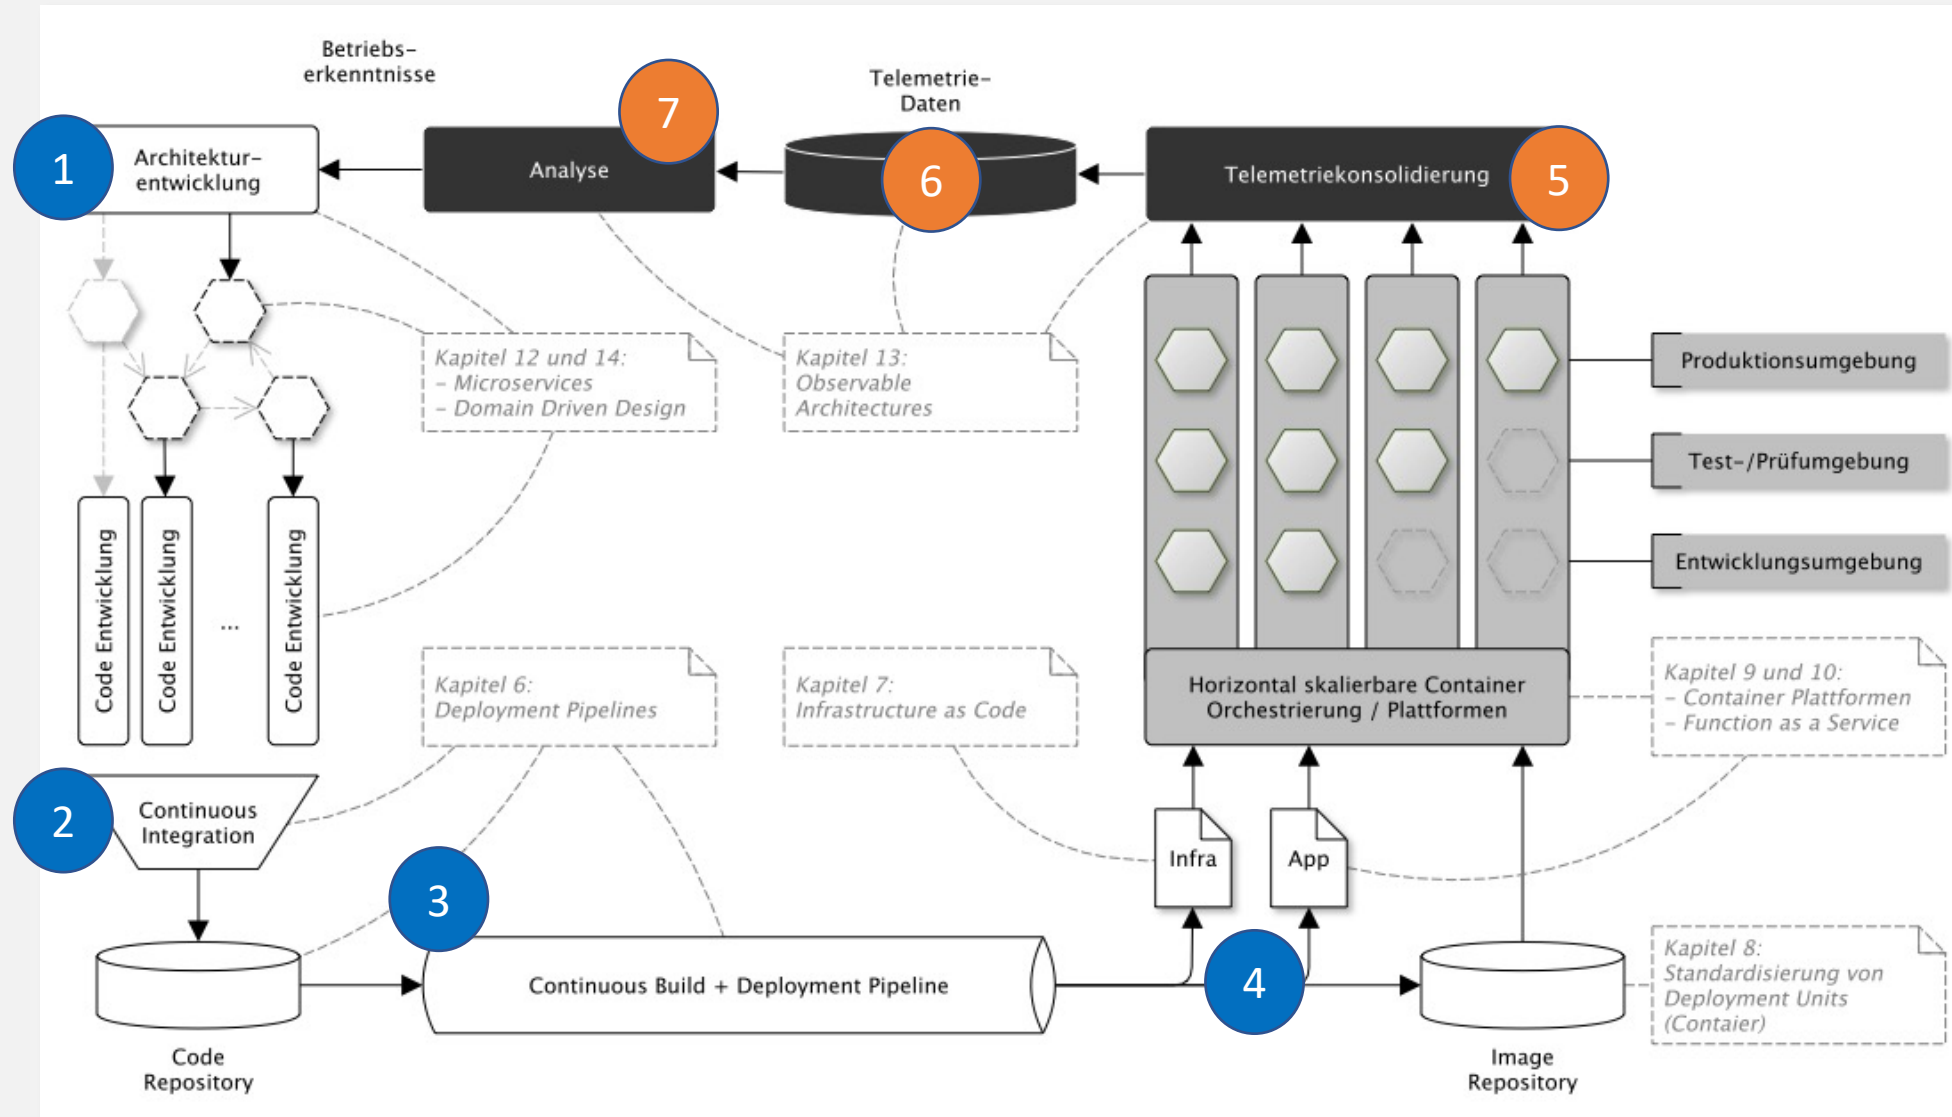 Betriebs-
erkenntnisse
7
Telemetrie-
Daten
1
Architektur-
entwicklung
Analyse
6
Telemetriekonsolidierung
5
Kapitel 12 und 14:
- Microservices
- Domain Driven Design
Kapitel 13:
Observable
Architectures
Produktionsumgebung
Test-/Prüfumgebung
Entwicklungsumgebung
Code Entwicklung
Code Entwicklung
...
Code Entwicklung
Kapitel 6:
Deployment Pipelines
Kapitel 7:
Infrastructure as Code
Horizontal skalierbare Container
Orchestrierung / Plattformen
Kapitel 9 und 10:
- Container Plattformen
- Function as a Service
2
Continuous
Integration
Infra
App
3
Continuous Build + Deployment Pipeline
4
Kapitel 8:
Standardisierung von
Deployment Units
(Contaier)
Code
Repository
Image
Repository